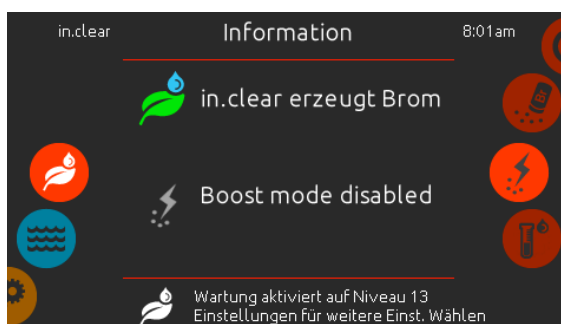 in.clear
Information
8:01am
in.clear erzeugt Brom
Br
Boost mode disabled
Wartung aktiviert auf Niveau 13
Einstellungen für weitere Einst. Wählen